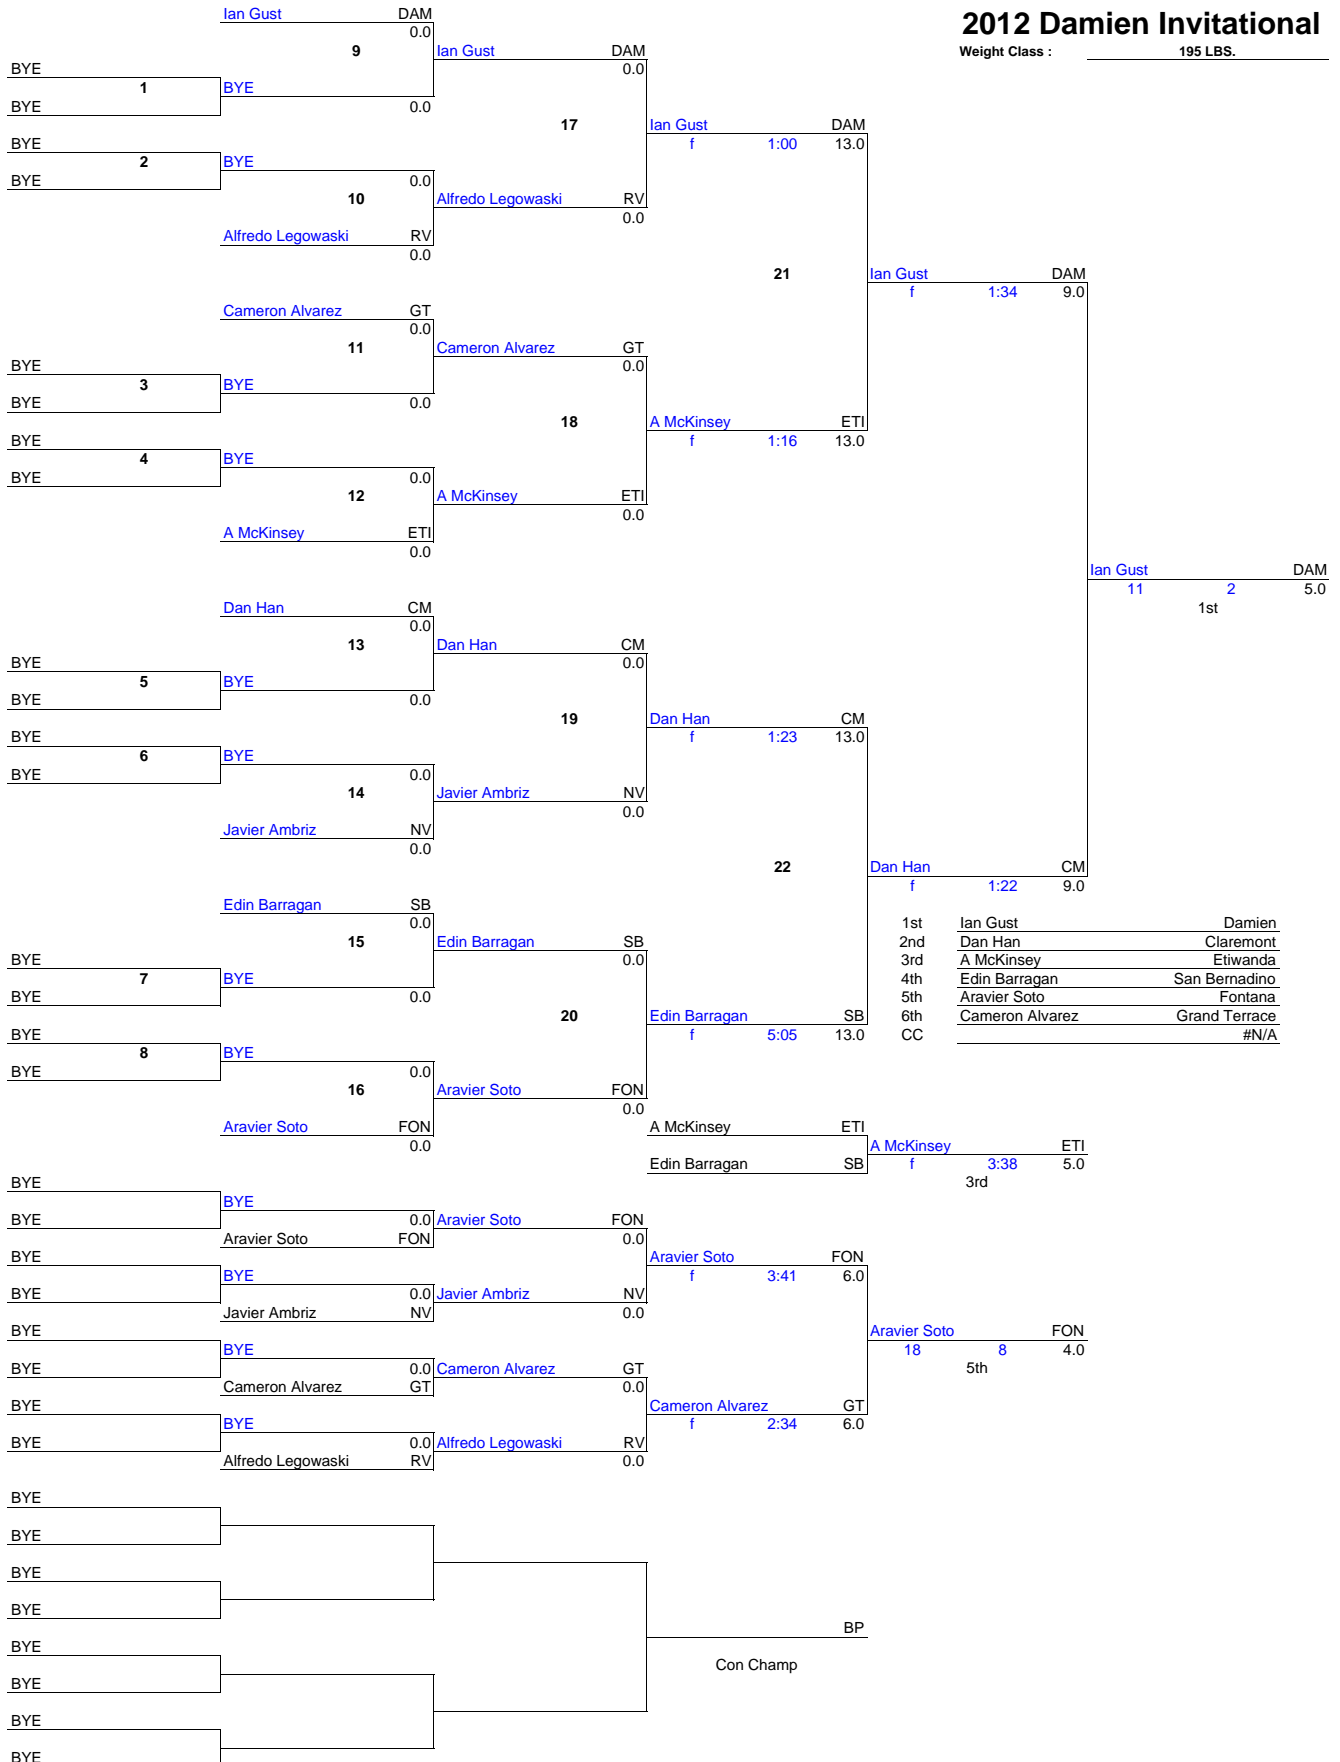 Ian Gust DAM
2012 Damien Invitational
0.0
9 Ian Gust DAM
Weight Class : 195 LBS.
BYE 0.0
1 BYE
BYE 0.0
17 Ian Gust DAM
BYE f 1:00 13.0
2 BYE
BYE 0.0
10 Alfredo Legowaski RV
0.0
Alfredo Legowaski RV
0.0
21 Ian Gust DAM
f 1:34 9.0
Cameron Alvarez GT
0.0
11 Cameron Alvarez GT
BYE 0.0
3 BYE
BYE 0.0
18 A McKinsey ETI
BYE f 1:16 13.0
4 BYE
BYE 0.0
12 A McKinsey ETI
0.0
A McKinsey ETI
0.0
Ian Gust DAM
11 2 5.0
Dan Han CM 1st
0.0
13 Dan Han CM
BYE 0.0
5 BYE
BYE 0.0
19 Dan Han CM
BYE f 1:23 13.0
6 BYE
BYE 0.0
14 Javier Ambriz NV
0.0
Javier Ambriz NV
0.0
22 Dan Han CM
f 1:22 9.0
Edin Barragan SB
0.0 1st Ian Gust Damien
15 Edin Barragan SB 2nd Dan Han Claremont
BYE 0.0 3rd A McKinsey Etiwanda
7 BYE 4th Edin Barragan San Bernadino
BYE 0.0 5th Aravier Soto Fontana
20 Edin Barragan SB 6th Cameron Alvarez Grand Terrace
BYE f 5:05 13.0 CC #N/A
8 BYE
BYE 0.0
16 Aravier Soto FON
0.0
Aravier Soto FON A McKinsey ETI
0.0 A McKinsey ETI
Edin Barragan SB f 3:38 5.0
BYE 3rd
BYE
BYE 0.0 Aravier Soto FON
Aravier Soto FON 0.0
BYE Aravier Soto FON
BYE f 3:41 6.0
BYE 0.0 Javier Ambriz NV
Javier Ambriz NV 0.0
BYE Aravier Soto FON
BYE 18 8 4.0
BYE 0.0 Cameron Alvarez GT 5th
Cameron Alvarez GT 0.0
BYE Cameron Alvarez GT
BYE f 2:34 6.0
BYE 0.0 Alfredo Legowaski RV
Alfredo Legowaski RV 0.0
BYE
BYE
BYE
BYE
BP
BYE
Con Champ
BYE
BYE
BYE